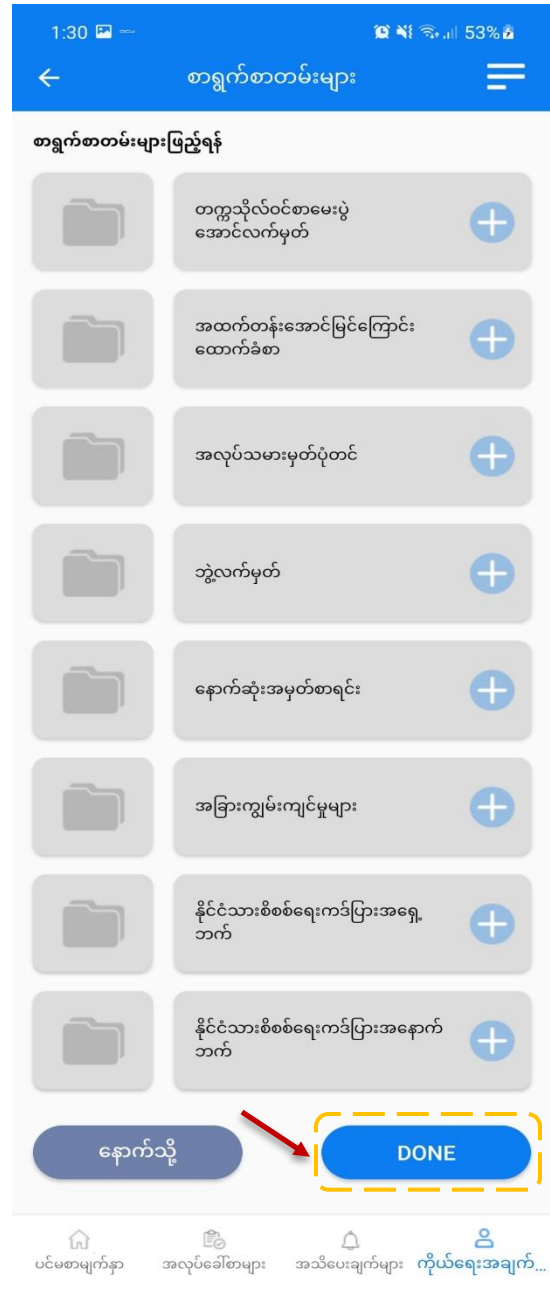 1:30
53%
စာရွက်စာတမ်းများ
စာရွက်စာတမ်းများဖြည့်ရန်
တက္ကသိုလ်ဝင်စာမေးပွဲ
အောင်လက်မှတ်
အထက်တန်းအောင်မြင်ကြောင်း
ထောက်ခံစာ
အလုပ်သမားမှတ်ပုံတင်
ဘွဲ့လက်မှတ်
နောက်ဆုံးအမှတ်စာရင်း
အခြားကျွမ်းကျင်မှုများ
နိုင်ငံသားစိစစ်ရေးကဒ်ပြားအရှေ့
ဘက်
နိုင်ငံသားစိစစ်ရေးကဒ်ပြားအနောက်
ဘက်
နောက်သို့
DONE
ပင်မစာမျက်နှာ
အလုပ်ခေါ်စာများ
အသိပေးချက်များ
ကိုယ်ရေးအချက်...